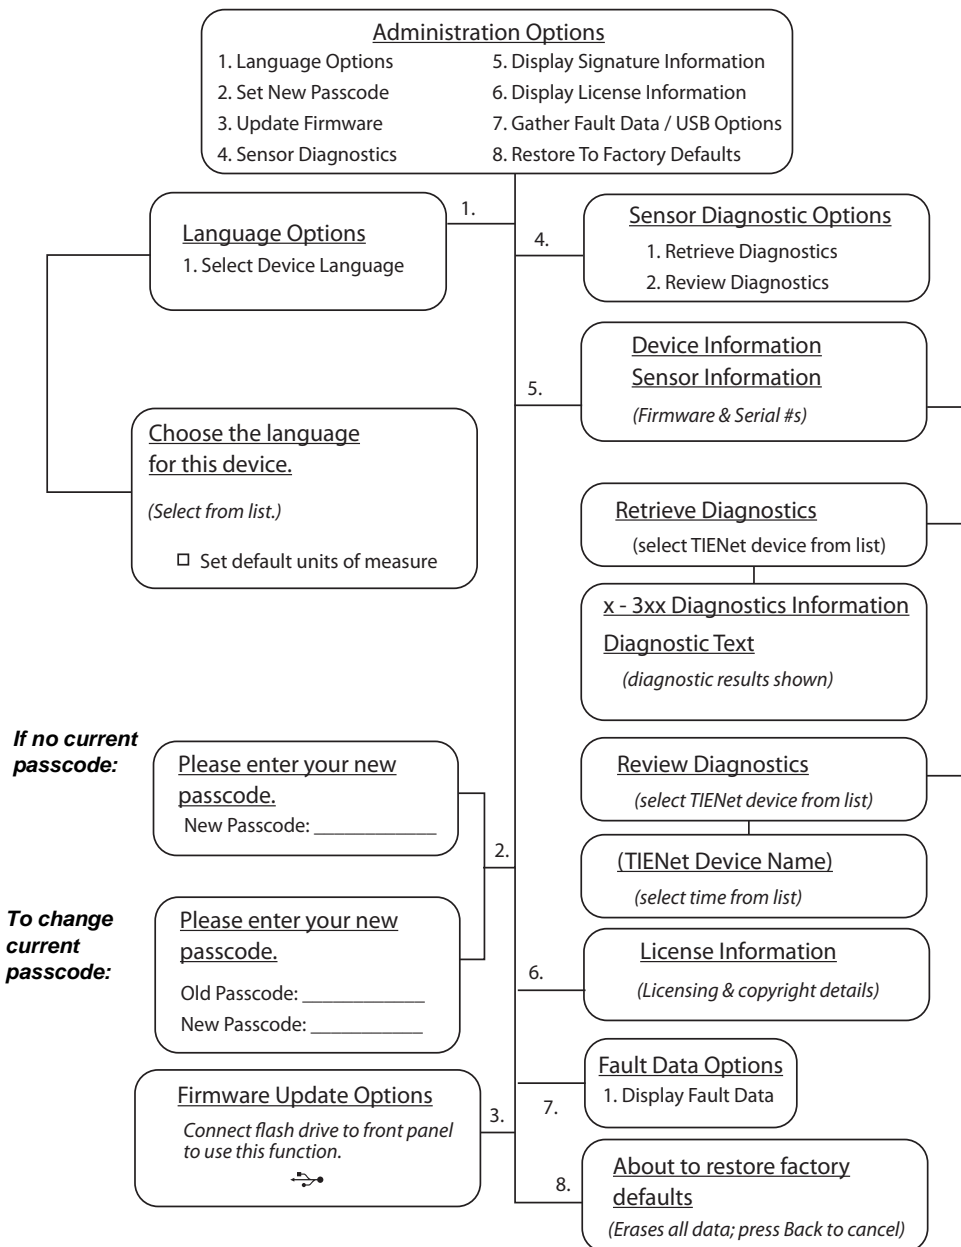 Administration Options
1. Language Options
2. Set New Passcode
3. Update Firmware
4. Sensor Diagnostics
5. Display Signature Information
6. Display License Information
7. Gather Fault Data / USB Options
8. Restore To Factory Defaults
1.
Language Options
1. Select Device Language
Choose the language
for this device.
(Select from list.)
Set default units of measure
If no current
passcode:
Please enter your new
passcode.
New Passcode: ____________
2.
To change
current
passcode:
Please enter your new
passcode.
Old Passcode: ____________
New Passcode: ___________
3.
Firmware Update Options
Connect flash drive to front panel
to use this function.
4.
Sensor Diagnostic Options
1. Retrieve Diagnostics
2. Review Diagnostics
5.
Device Information
Sensor Information
(Firmware & Serial #s)
Retrieve Diagnostics
(select TIENet device from list)
x - 3xx Diagnostics Information
Diagnostic Text
(diagnostic results shown)
Review Diagnostics
(select TIENet device from list)
(TIENet Device Name)
(select time from list)
6.
License Information
(Licensing & copyright details)
7.
Fault Data Options
1. Display Fault Data
8.
About to restore factory
defaults
(Erases all data; press Back to cancel)